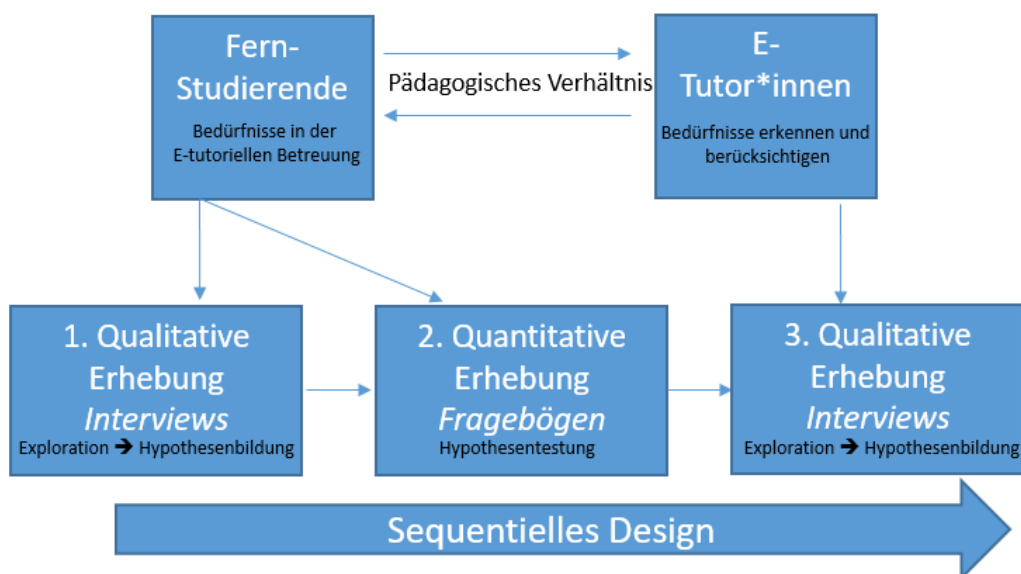 Fern-
Studierende
Bedürfnisse in der
E-tutoriellen Betreuung
Pädagogisches Verhältnis
E-
Tutor*innen
Bedürfnisse erkennen und
berücksichtigen
1. Qualitative
Erhebung
Interviews
Exploration ➔ Hypothesenbildung
2. Quantitative
Erhebung
Fragebögen
Hypothesentestung
3. Qualitative
Erhebung
Interviews
Exploration ➔ Hypothesenbildung
Sequentielles Design